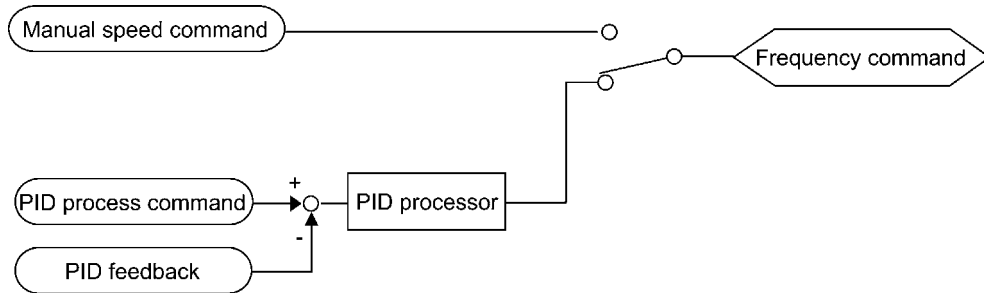 Manual speed command
Frequency command
+
PID process command
PID processor
-
PID feedback